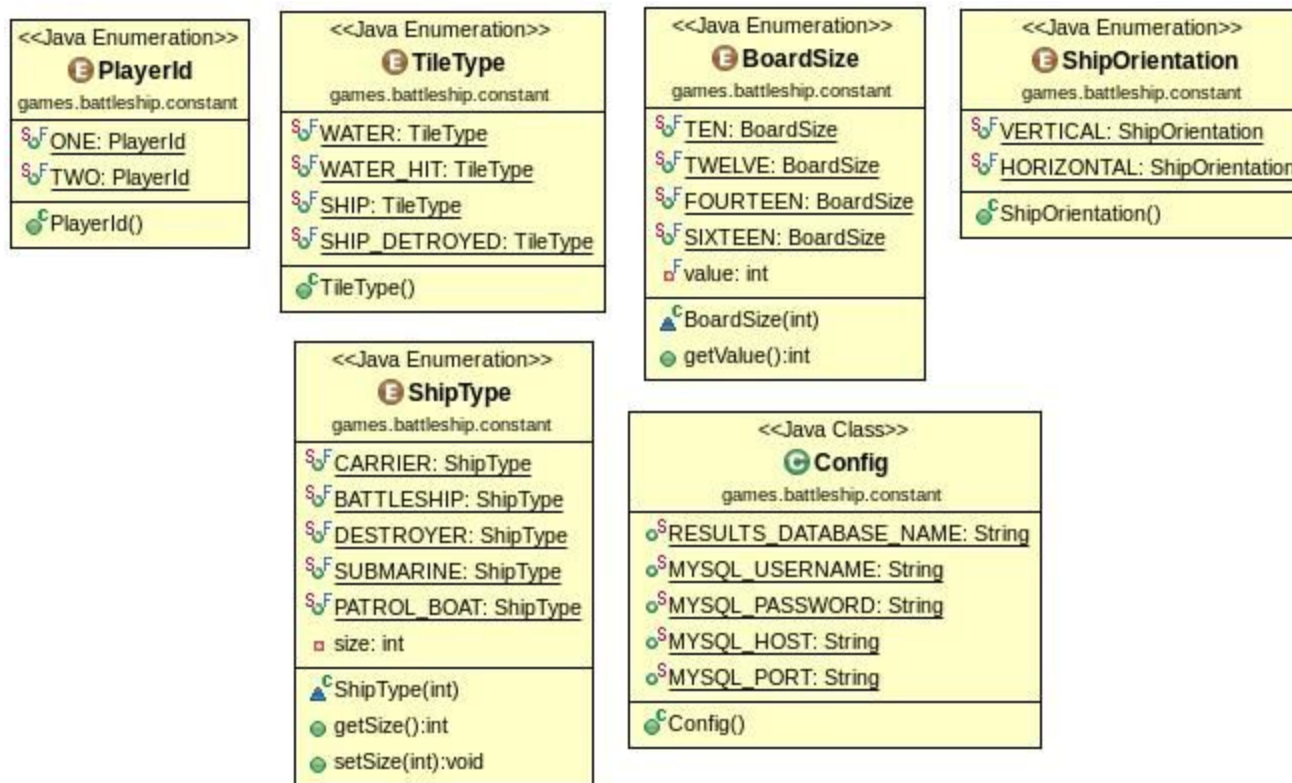 <<Java Enumeration>>
PlayerId
games.battleship.constant
ONE: PlayerId
TWO: PlayerId
PlayerId()
<<Java Enumeration>>
TileType
games.battleship.constant
WATER: TileType
WATER_HIT: TileType
SHIP: TileType
SHIP_DETROYED: TileType
TileType()
<<Java Enumeration>>
BoardSize
games.battleship.constant
TEN: BoardSize
TWELVE: BoardSize
FOURTEEN: BoardSize
SIXTEEN: BoardSize
value: int
BoardSize(int)
getValue():int
<<Java Enumeration>>
ShipOrientation
games.battleship.constant
VERTICAL: ShipOrientation
HORIZONTAL: ShipOrientation
ShipOrientation()
<<Java Enumeration>>
ShipType
games.battleship.constant
CARRIER: ShipType
BATTLESHIP: ShipType
DESTROYER: ShipType
SUBMARINE: ShipType
PATROL_BOAT: ShipType
size: int
ShipType(int)
getSize():int
setSize(int):void
<<Java Class>>
Config
games.battleship.constant
RESULTS_DATABASE_NAME: String
MYSQL_USERNAME: String
MYSQL_PASSWORD: String
MYSQL_HOST: String
MYSQL_PORT: String
Config()